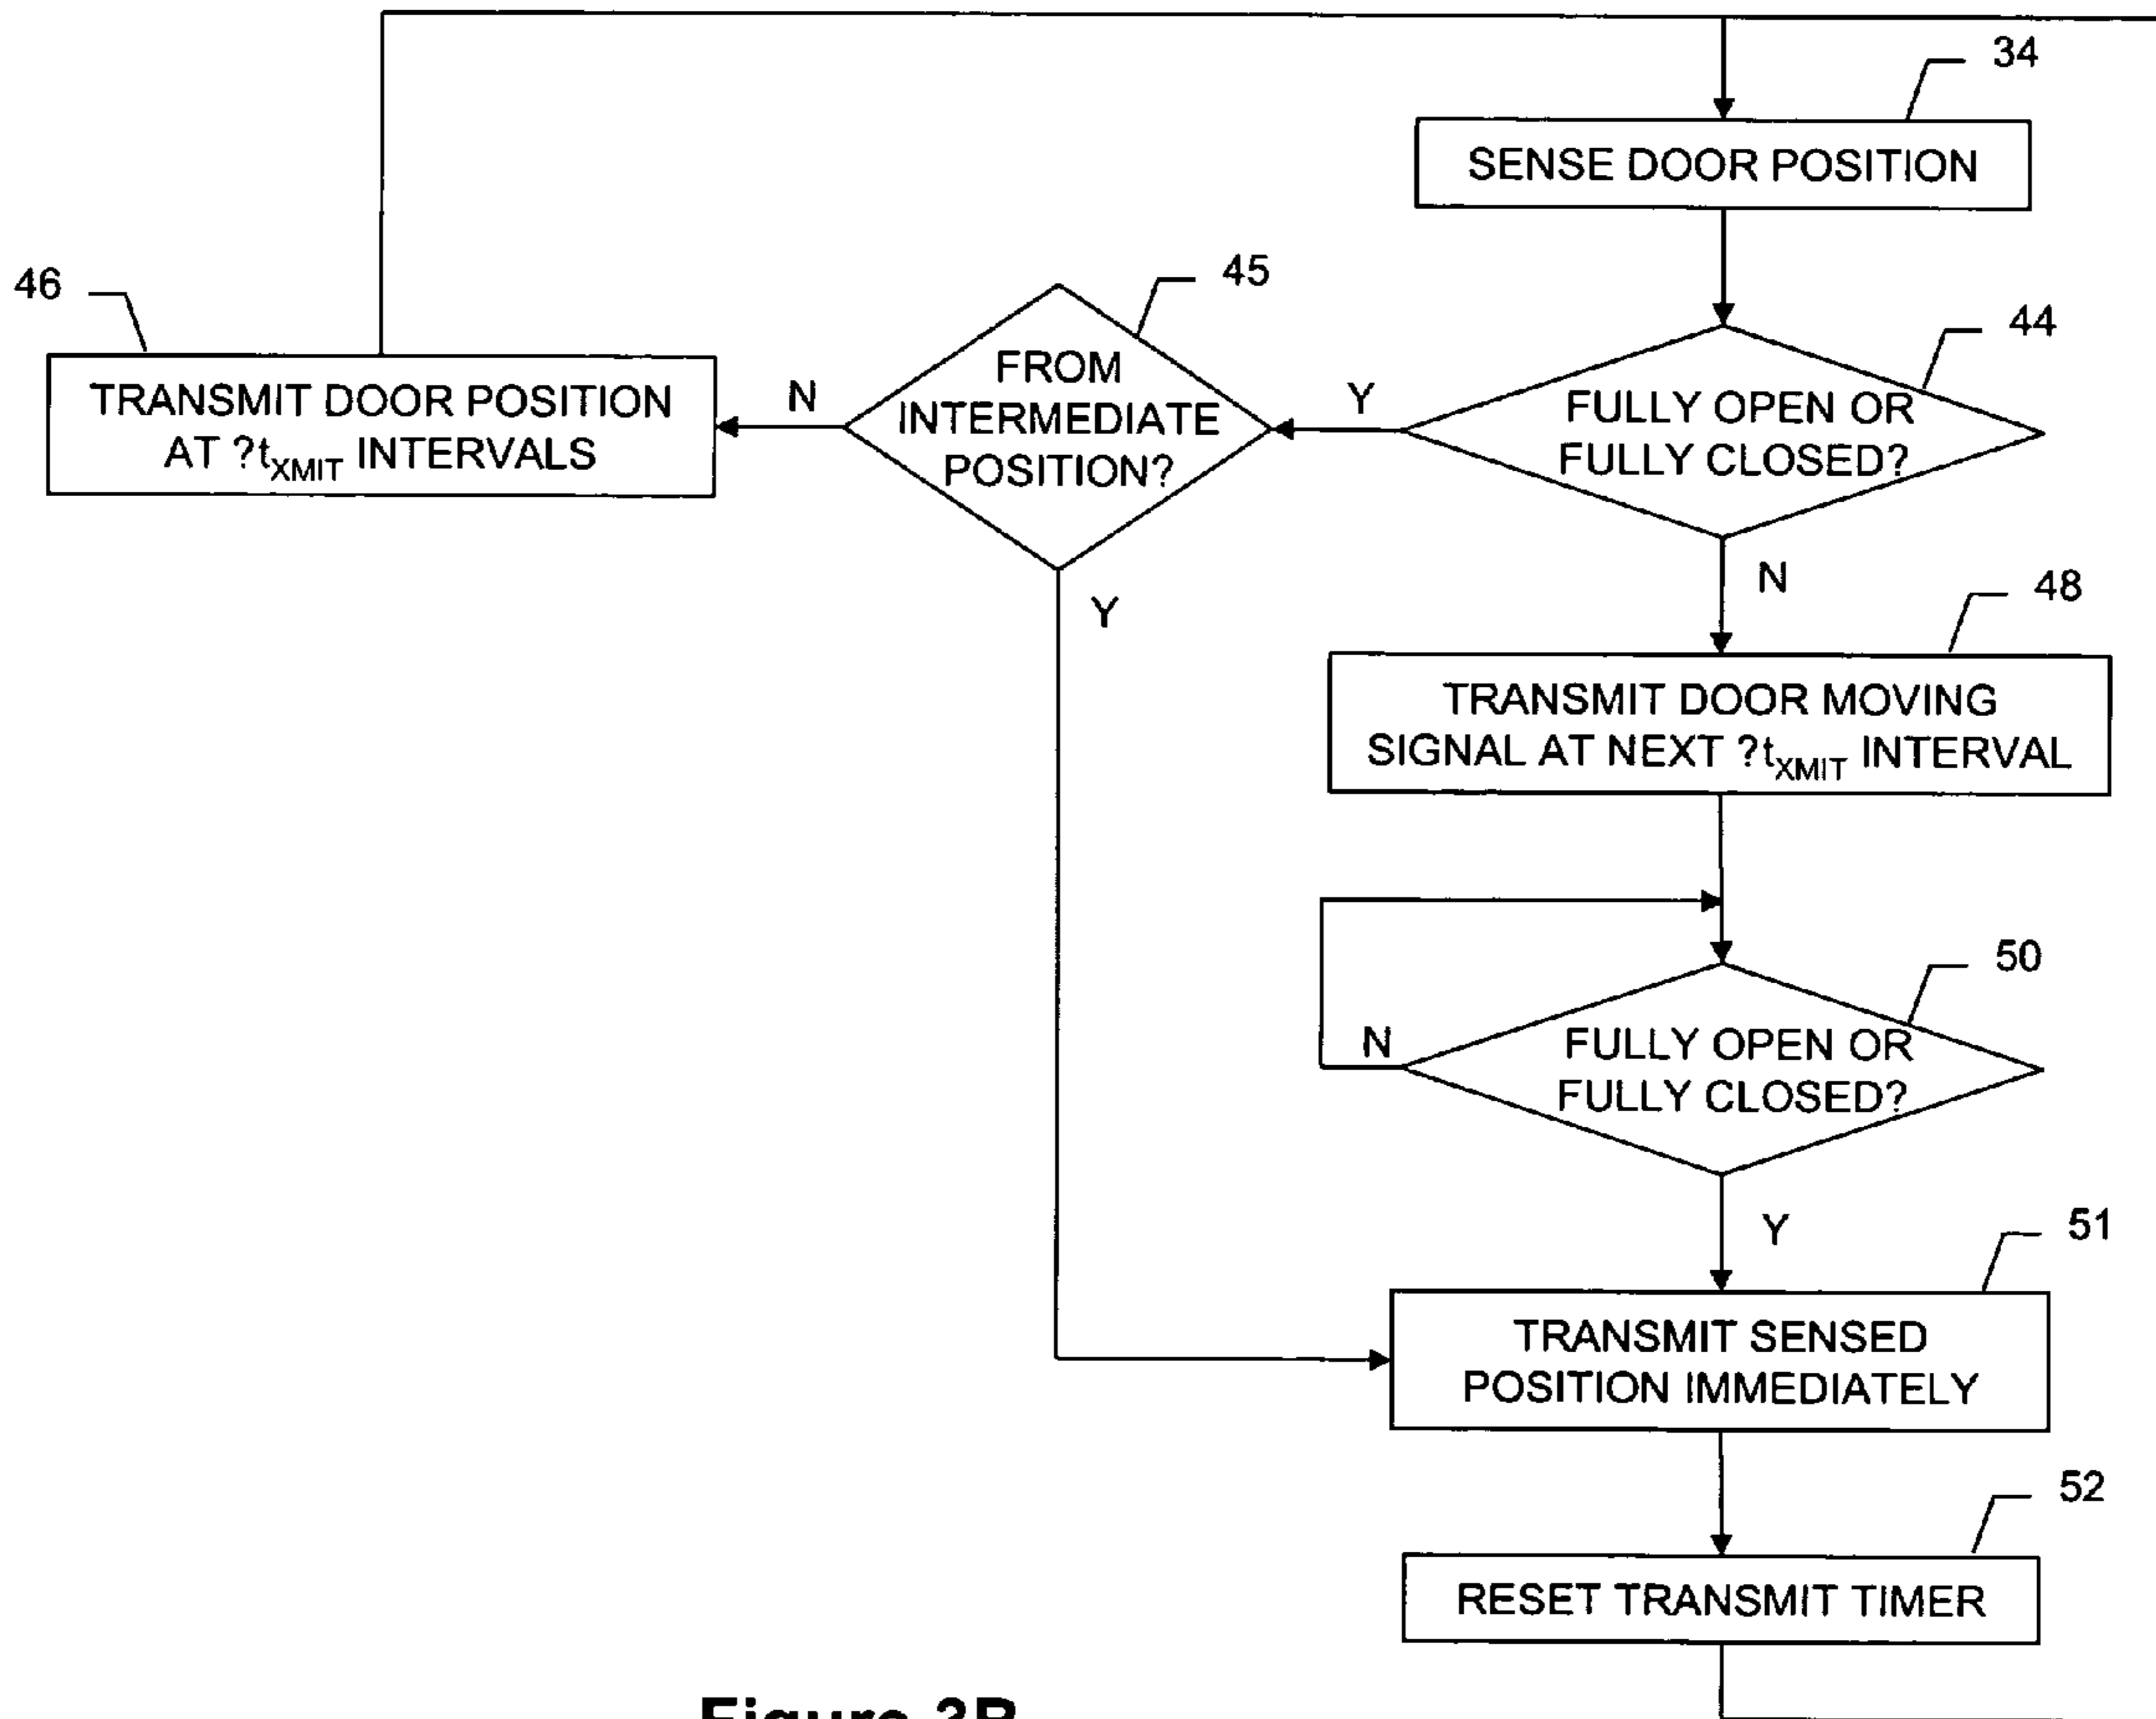 34
SENSE DOOR POSITION
44
FULLY OPEN OR
FULLY CLOSED?
Y
N
45
FROM
INTERMEDIATE
POSITION?
N
Y
46
TRANSMIT DOOR POSITION
AT ?tXMIT INTERVALS
48
TRANSMIT DOOR MOVING
SIGNAL AT NEXT ?tXMIT INTERVAL
50
FULLY OPEN OR
FULLY CLOSED?
N
Y
51
TRANSMIT SENSED
POSITION IMMEDIATELY
52
RESET TRANSMIT TIMER
Figure 3B